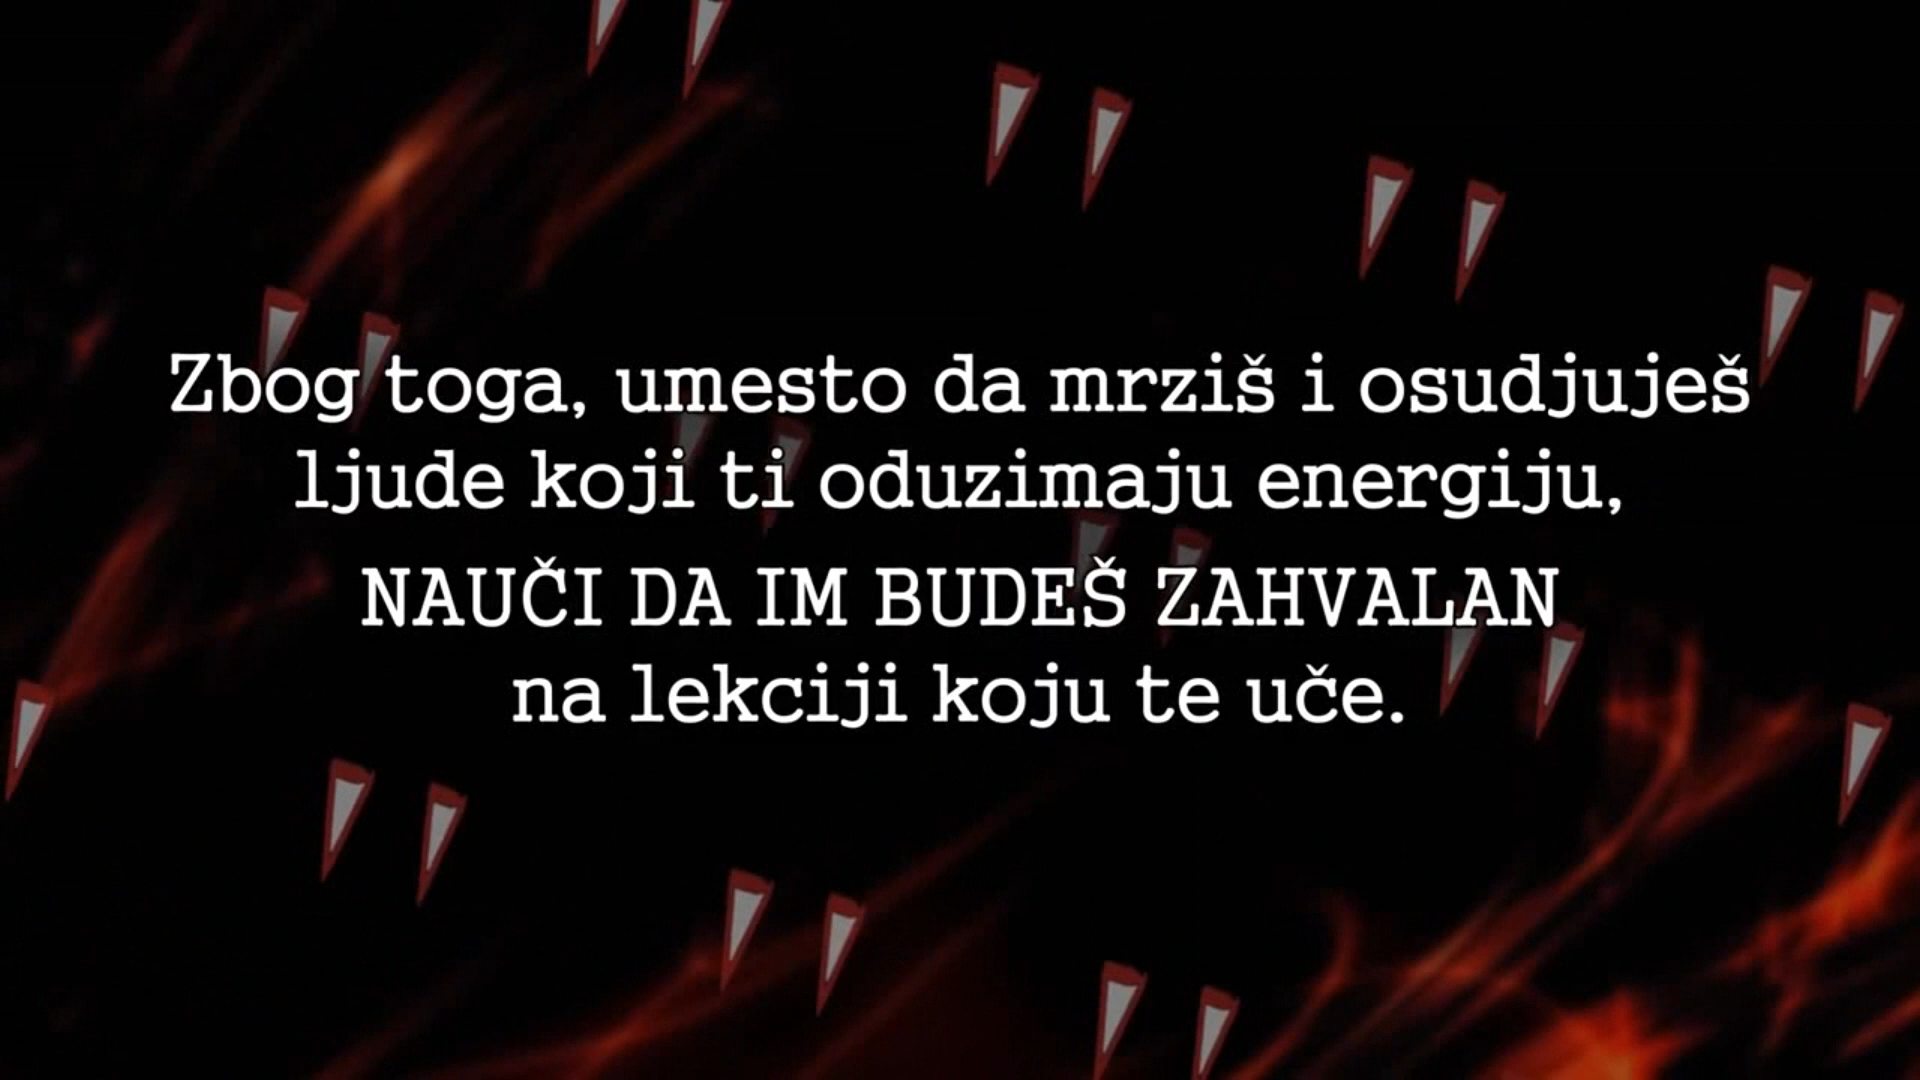 Zbog toga, umesto da mrziš i osudjuješ
ljude koji ti oduzimaju energiju,
NAUČI DA IM BUDEŠ ZAHVALAN
na lekciji koju te uče.